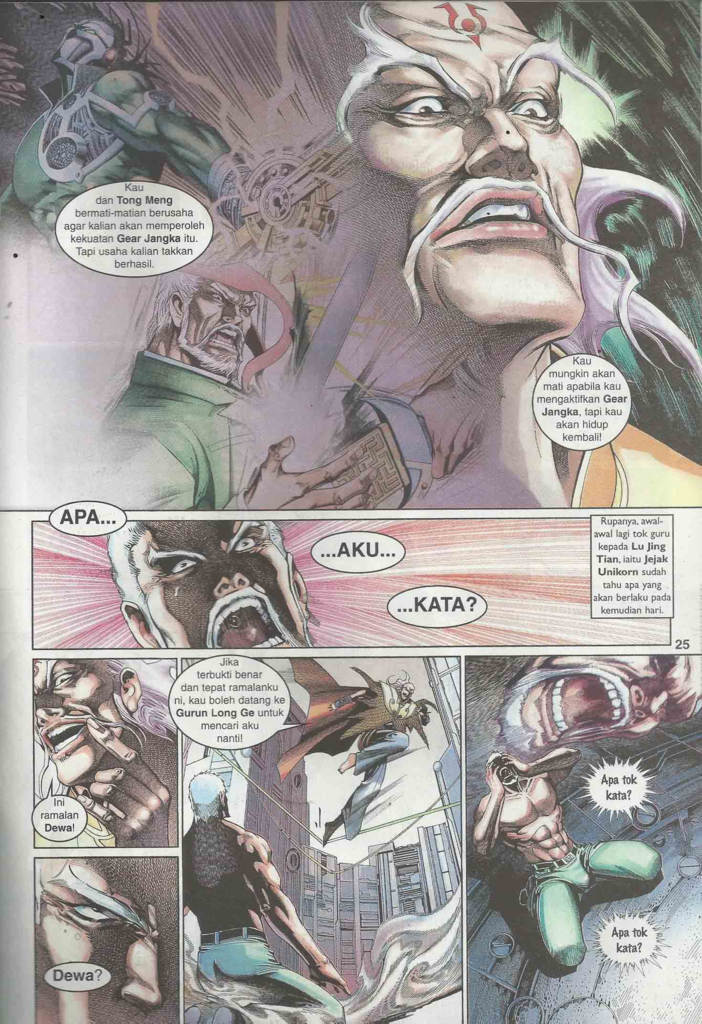 Kau
dan Tong Meng
bermati-matian berusaha
agar kalian akan memperoleh
kekuatan Gear Jangka itu.
Tapi usaha kalian takkan
berhasil.
Kau
mungkin akan
mati apabila kau
mengaktifkan Gear
Jangka, tapi kau
akan hidup
kembali!
APA...
...AKU...
...KATA?
Rupanya, awal-
awal lagi tok guru
kepada Lu Jing
Tian, iaitu Jejak
Unikorn sudah
tahu apa yang
akan berlaku pada
kemudian hari.
25
Ini
ramalan
Dewa!
Dewa?
Jika
terbukti benar
dan tepat ramalanku
ni, kau boleh datang ke
Gurun Long Ge untuk
mencari aku
nanti!
Apa tok
kata?
Apa tok
kata?